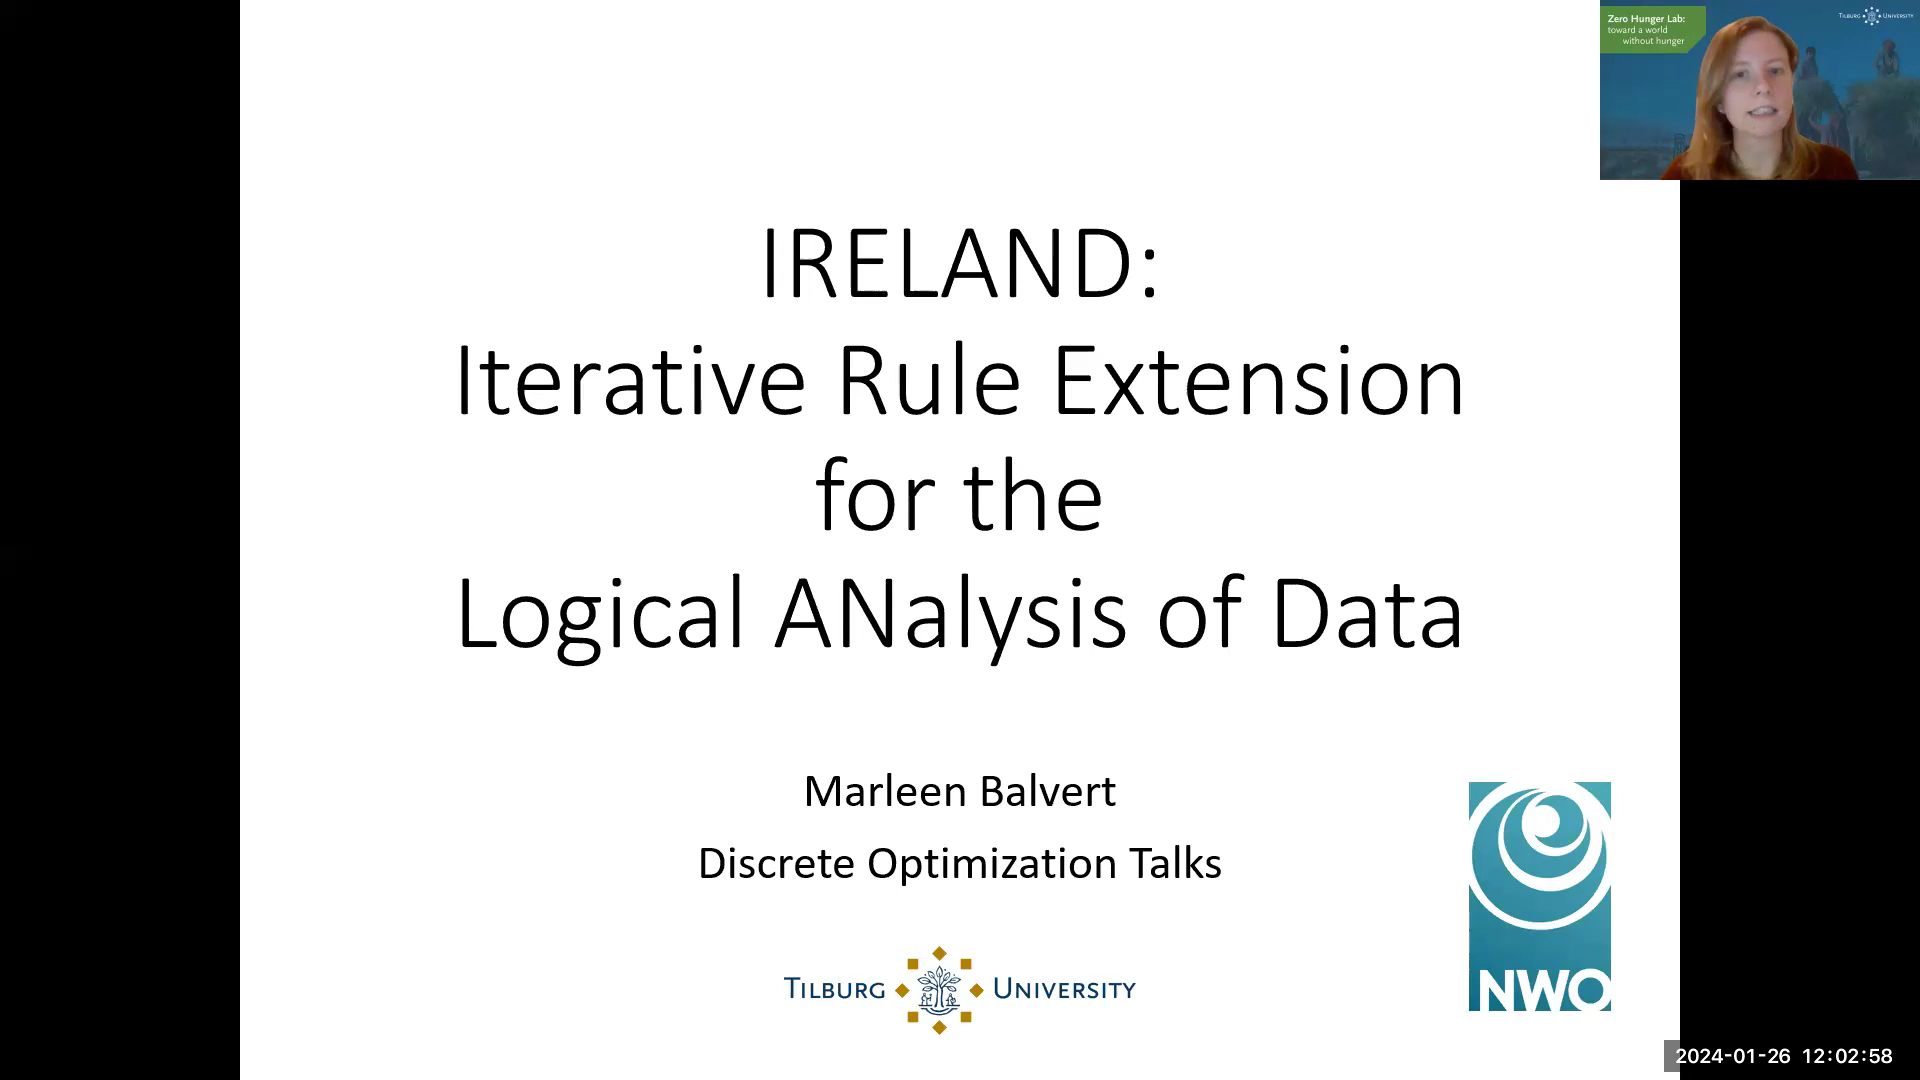 Zero Hunger Lab:
toward a world
without hunger
TILBURG UNIVERSITY
IRELAND:
Iterative Rule Extension
for the
Logical ANalysis of Data
Marleen Balvert
Discrete Optimization Talks
TILBURG UNIVERSITY
NWO
2024-01-26 12:02:58